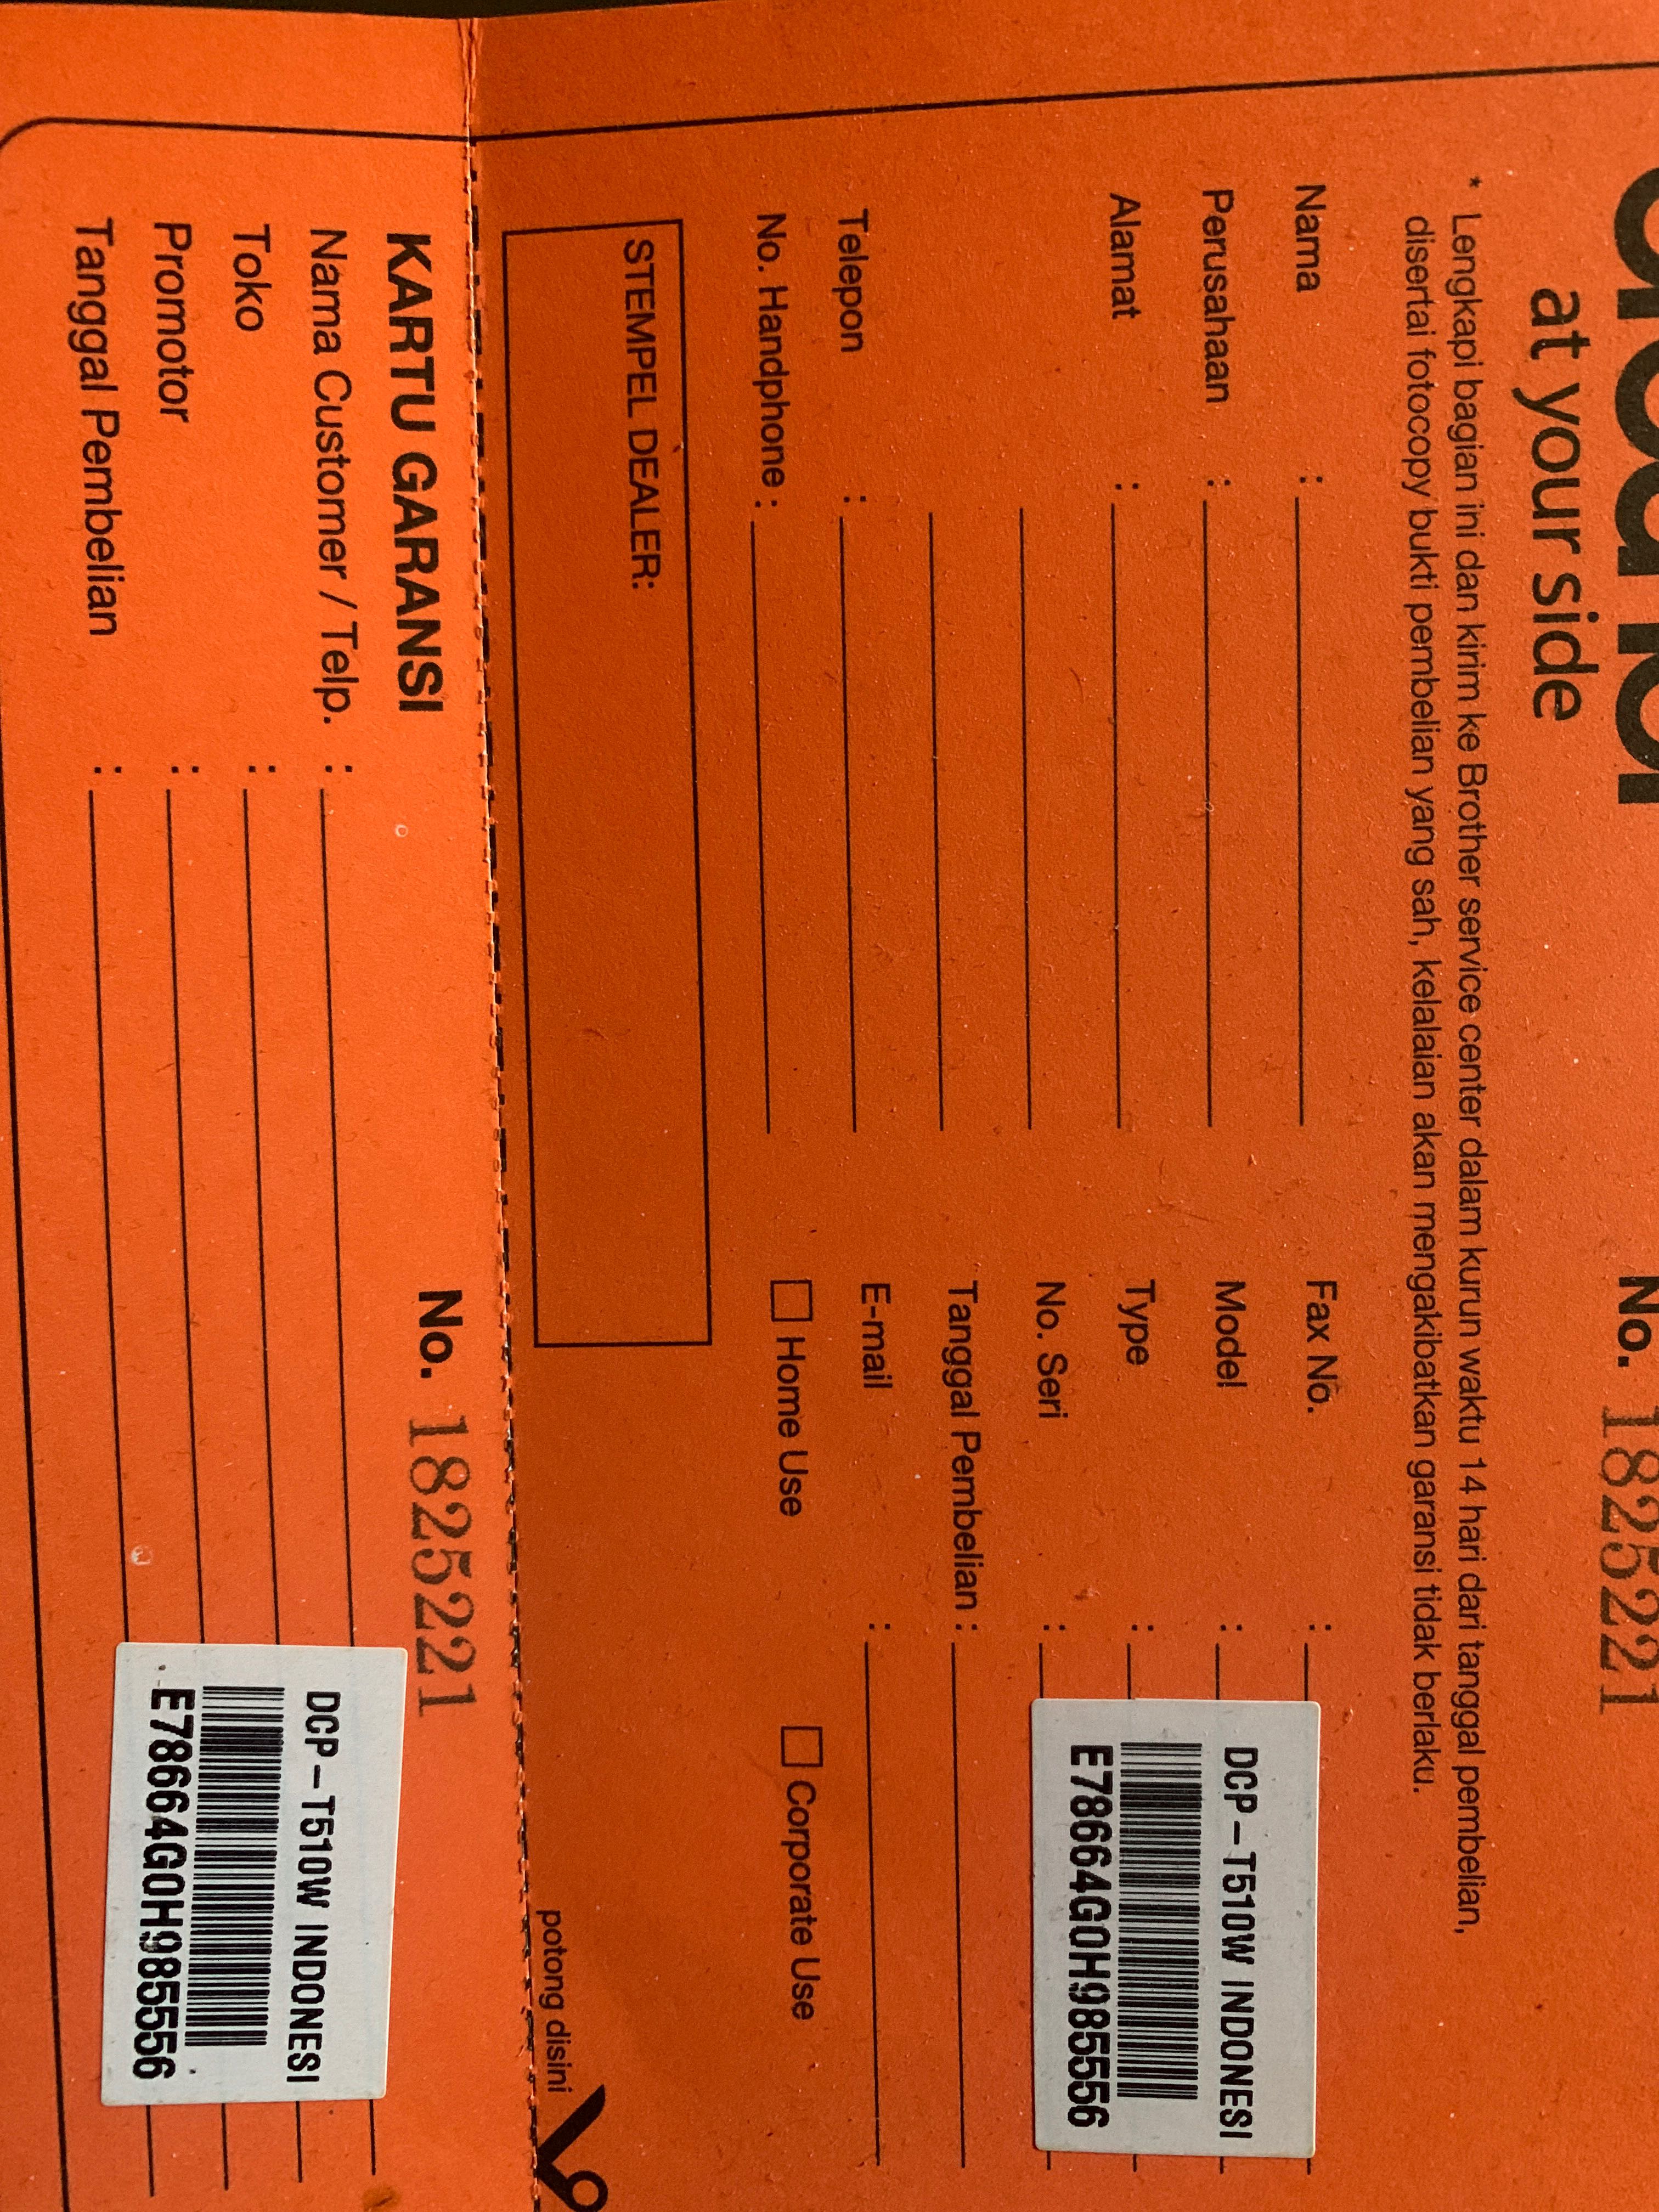 at your side
No. 1825221
* Lengkapi bagian ini dan kirim ke Brother service center dalam kurun waktu 14 hari dari tanggal pembelian,
disertai fotocopy bukti pembelian yang sah, kelalaian akan mengakibatkan garansi tidak berlaku.
Nama :
Perusahaan :
Alamat :
Telepon :
No. Handphone :
Fax No. :
Model :
Type :
No. Seri :
Tanggal Pembelian :
E-mail :
DCP-T510W INDONESI
E78664G0H985556
Home Use
Corporate Use
STEMPEL DEALER:
potong disini
KARTU GARANSI
No. 1825221
Nama Customer / Telp. :
Toko :
Promotor :
Tanggal Pembelian :
DCP-T510W INDONESI
E78664G0H985556